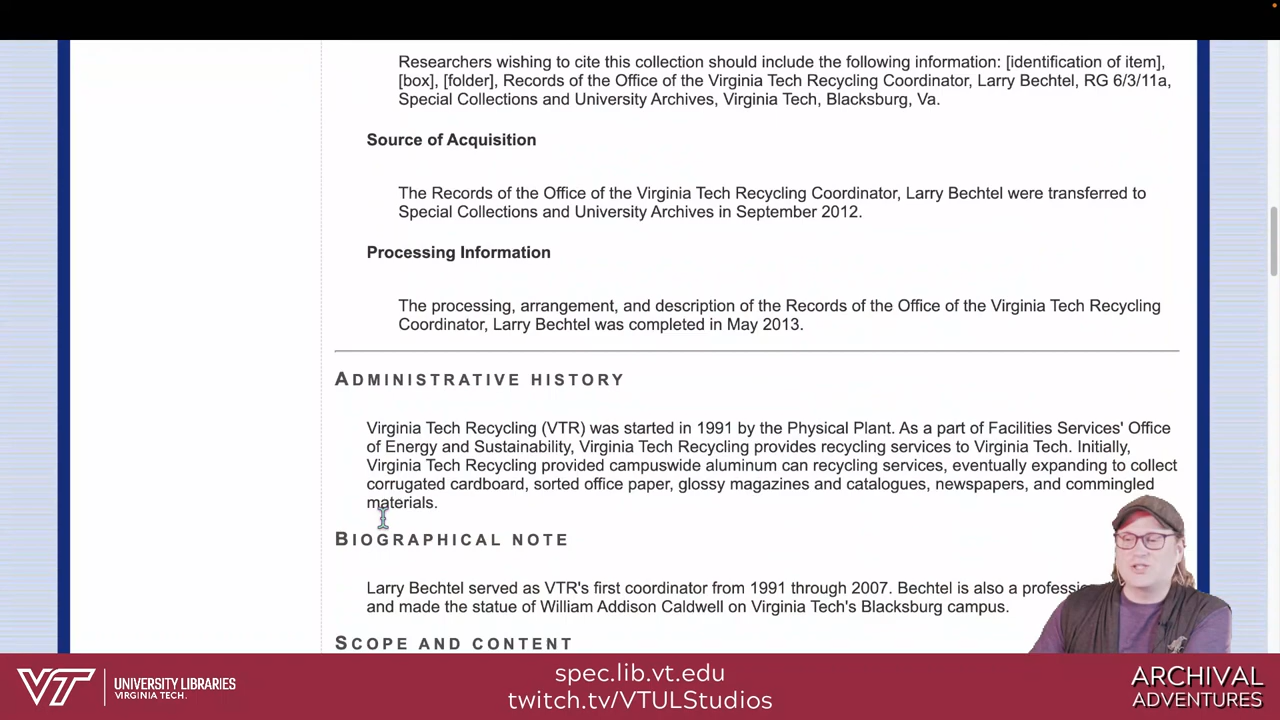 Researchers wishing to cite this collection should include the following information: [identification of item],
[box], [folder], Records of the Office of the Virginia Tech Recycling Coordinator, Larry Bechtel, RG 6/3/11a,
Special Collections and University Archives, Virginia Tech, Blacksburg, Va.
Source of Acquisition
The Records of the Office of the Virginia Tech Recycling Coordinator, Larry Bechtel were transferred to
Special Collections and University Archives in September 2012.
Processing Information
The processing, arrangement, and description of the Records of the Office of the Virginia Tech Recycling
Coordinator, Larry Bechtel was completed in May 2013.
ADMINISTRATIVE HISTORY
Virginia Tech Recycling (VTR) was started in 1991 by the Physical Plant. As a part of Facilities Services' Office
of Energy and Sustainability, Virginia Tech Recycling provides recycling services to Virginia Tech. Initially,
Virginia Tech Recycling provided campuswide aluminum can recycling services, eventually expanding to collect
corrugated cardboard, sorted office paper, glossy magazines and catalogues, newspapers, and commingled
materials.
BIOGRAPHICAL NOTE
Larry Bechtel served as VTR's first coordinator from 1991 through 2007. Bechtel is also a
and made the statue of William Addison Caldwell on Virginia Tech's Blacksburg campus.
SCOPE AND CONTENT
VT UNIVERSITY LIBRARIES
VIRGINIA TECH.
spec.lib.vt.edu
twitch.tv/VTULStudios
ARCHIVAL
ADVENTURES